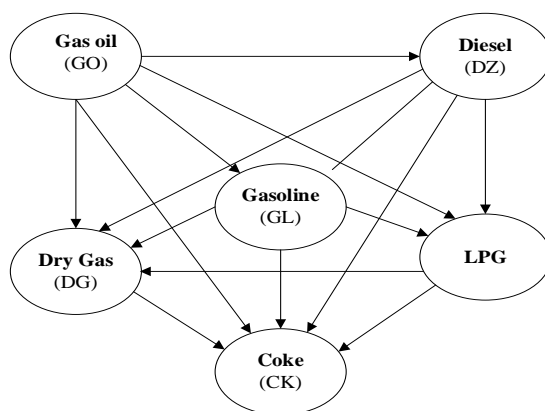 Gas oil
(GO)
Diesel
(DZ)
Gasoline
(GL)
Dry Gas
(DG)
LPG
Coke
(CK)